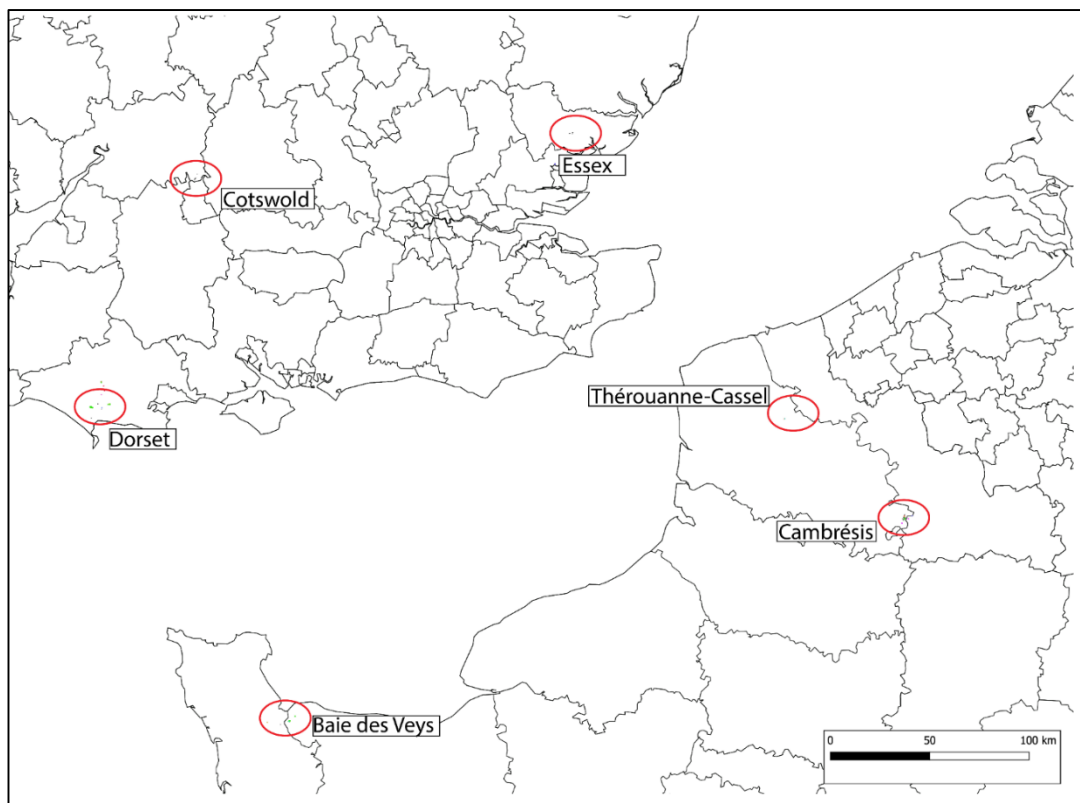 Essex
Cotswold
Thérouanne-Cassel
Dorset
Cambrésis
Baie des Veys
0 50 100 km